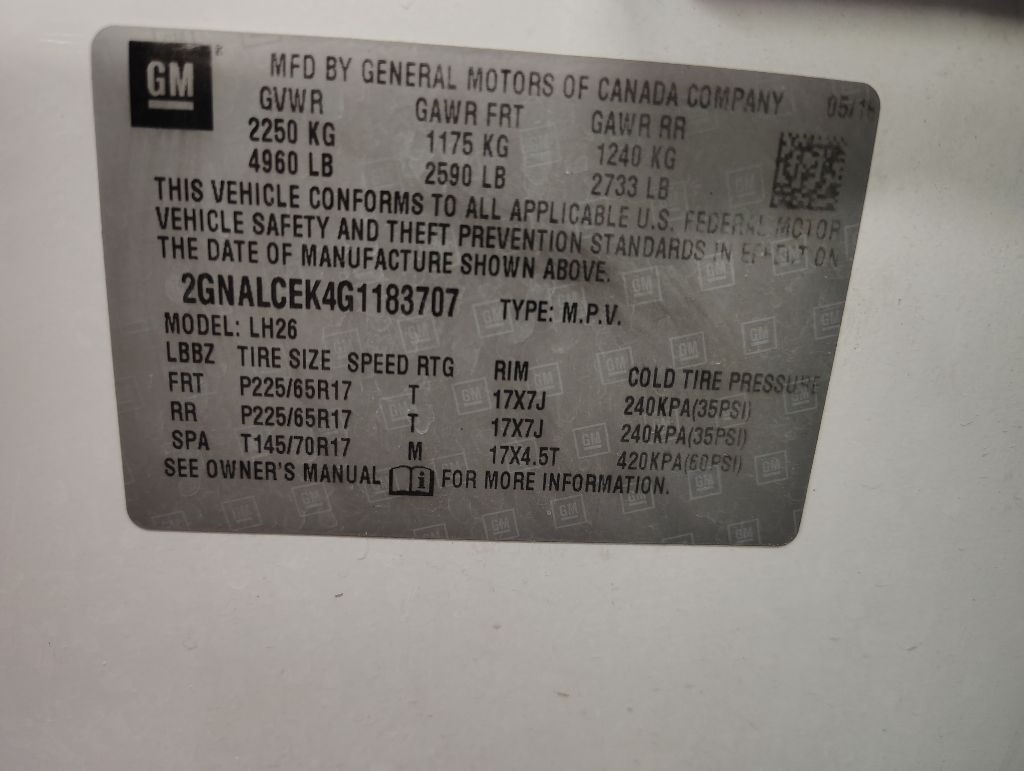 GM
MFD BY GENERAL MOTORS OF CANADA COMPANY 05/16
GVWR GAWR FRT GAWR RR
2250 KG 1175 KG 1240 KG
4960 LB 2590 LB 2733 LB
THIS VEHICLE CONFORMS TO ALL APPLICABLE U.S. FEDERAL MOTOR
VEHICLE SAFETY AND THEFT PREVENTION STANDARDS IN EFFECT ON
THE DATE OF MANUFACTURE SHOWN ABOVE.
2GNALCEK4G1183707 TYPE: M.P.V.
MODEL: LH26
LBBZ TIRE SIZE SPEED RTG RIM COLD TIRE PRESSURE
FRT P225/65R17 T 17X7J 240KPA(35PSI)
RR P225/65R17 T 17X7J 240KPA(35PSI)
SPA T145/70R17 M 17X4.5T 420KPA(60PSI)
SEE OWNER'S MANUAL FOR MORE INFORMATION.